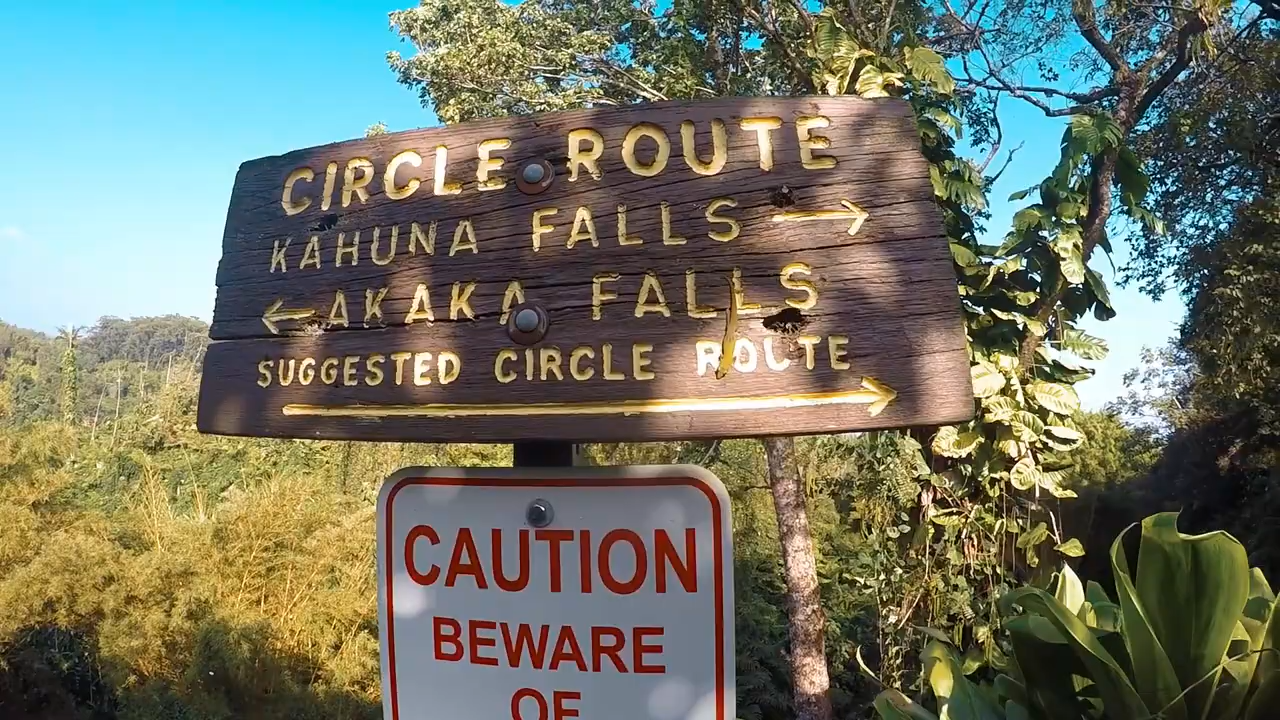 CIRCLE ROUTE
KAHUNA FALLS →
← AKAKA FALLS
SUGGESTED CIRCLE ROUTE
→
CAUTION
BEWARE
OF